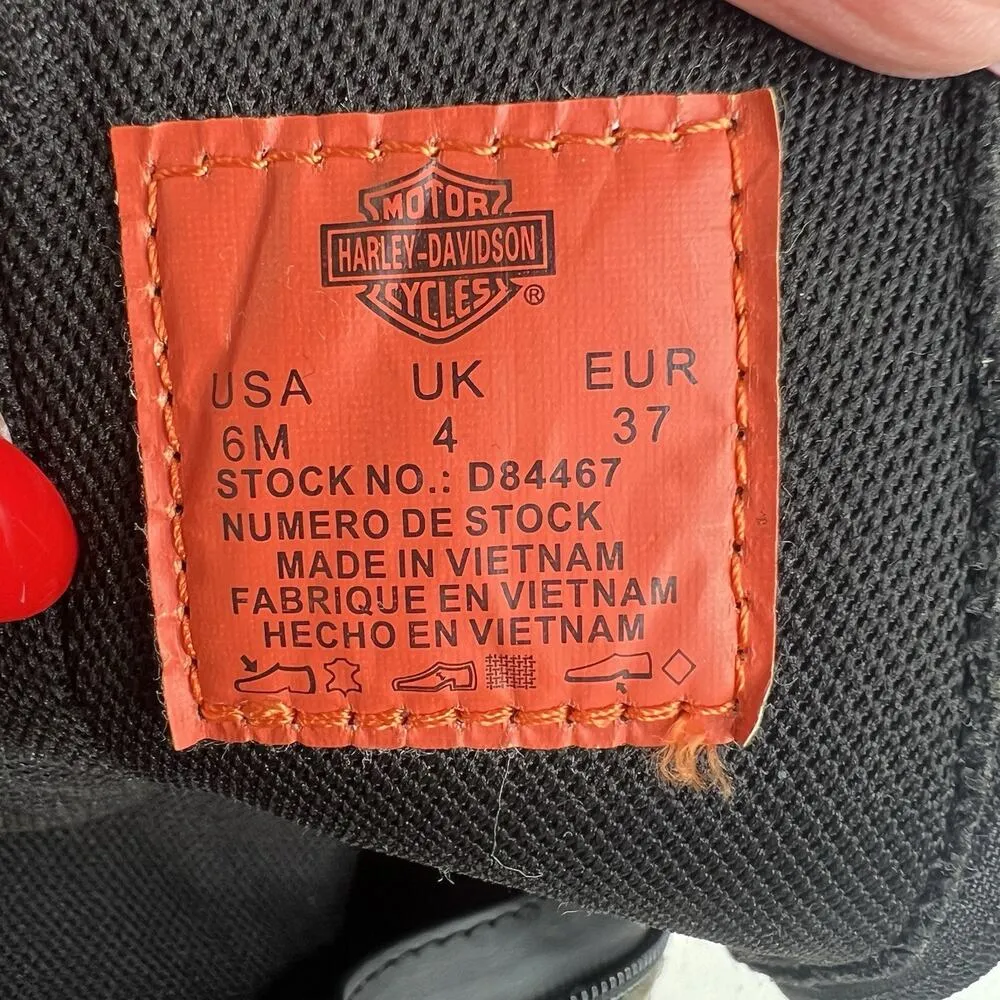 MOTOR
HARLEY-DAVIDSON
CYCLES ®
USA UK EUR
6M 4 37
STOCK NO.: D84467
NUMERO DE STOCK
MADE IN VIETNAM
FABRIQUE EN VIETNAM
HECHO EN VIETNAM